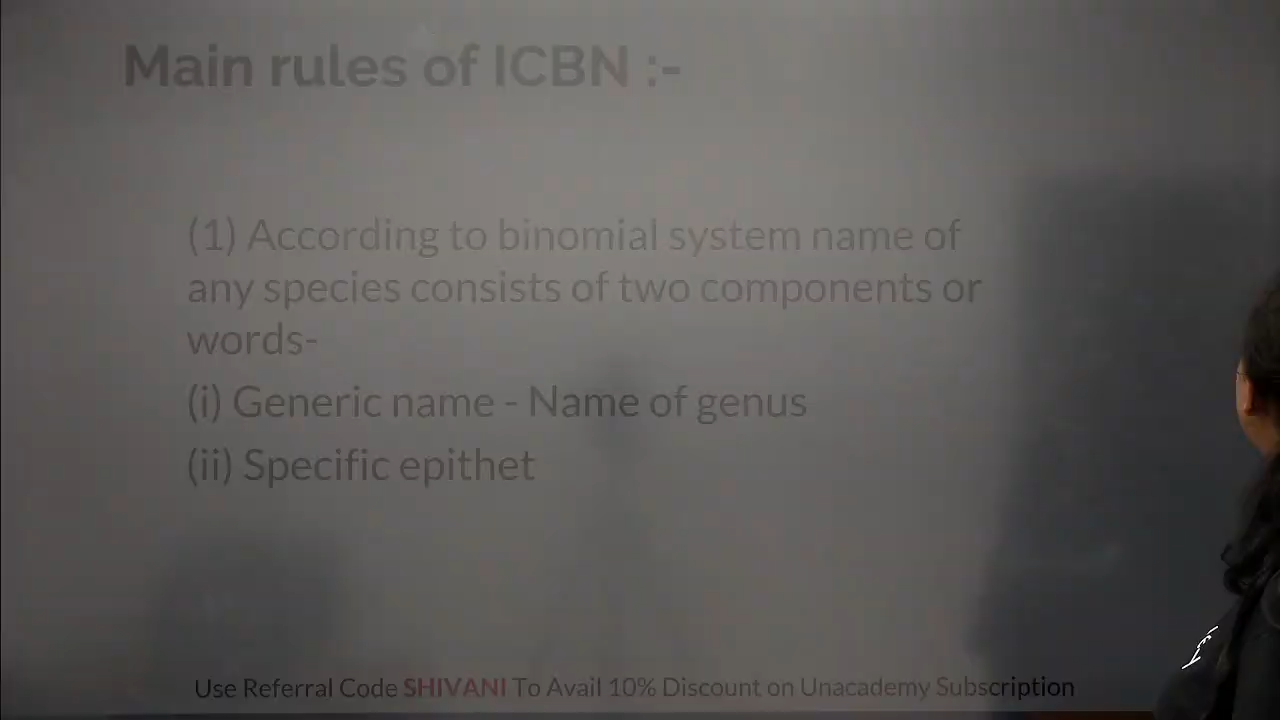 Main rules of ICBN :-
(1) According to binomial system name of
any species consists of two components or
words-
(i) Generic name - Name of genus
(ii) Specific epithet
Use Referral Code SHIVANI To Avail 10% Discount on Unacademy Subscription